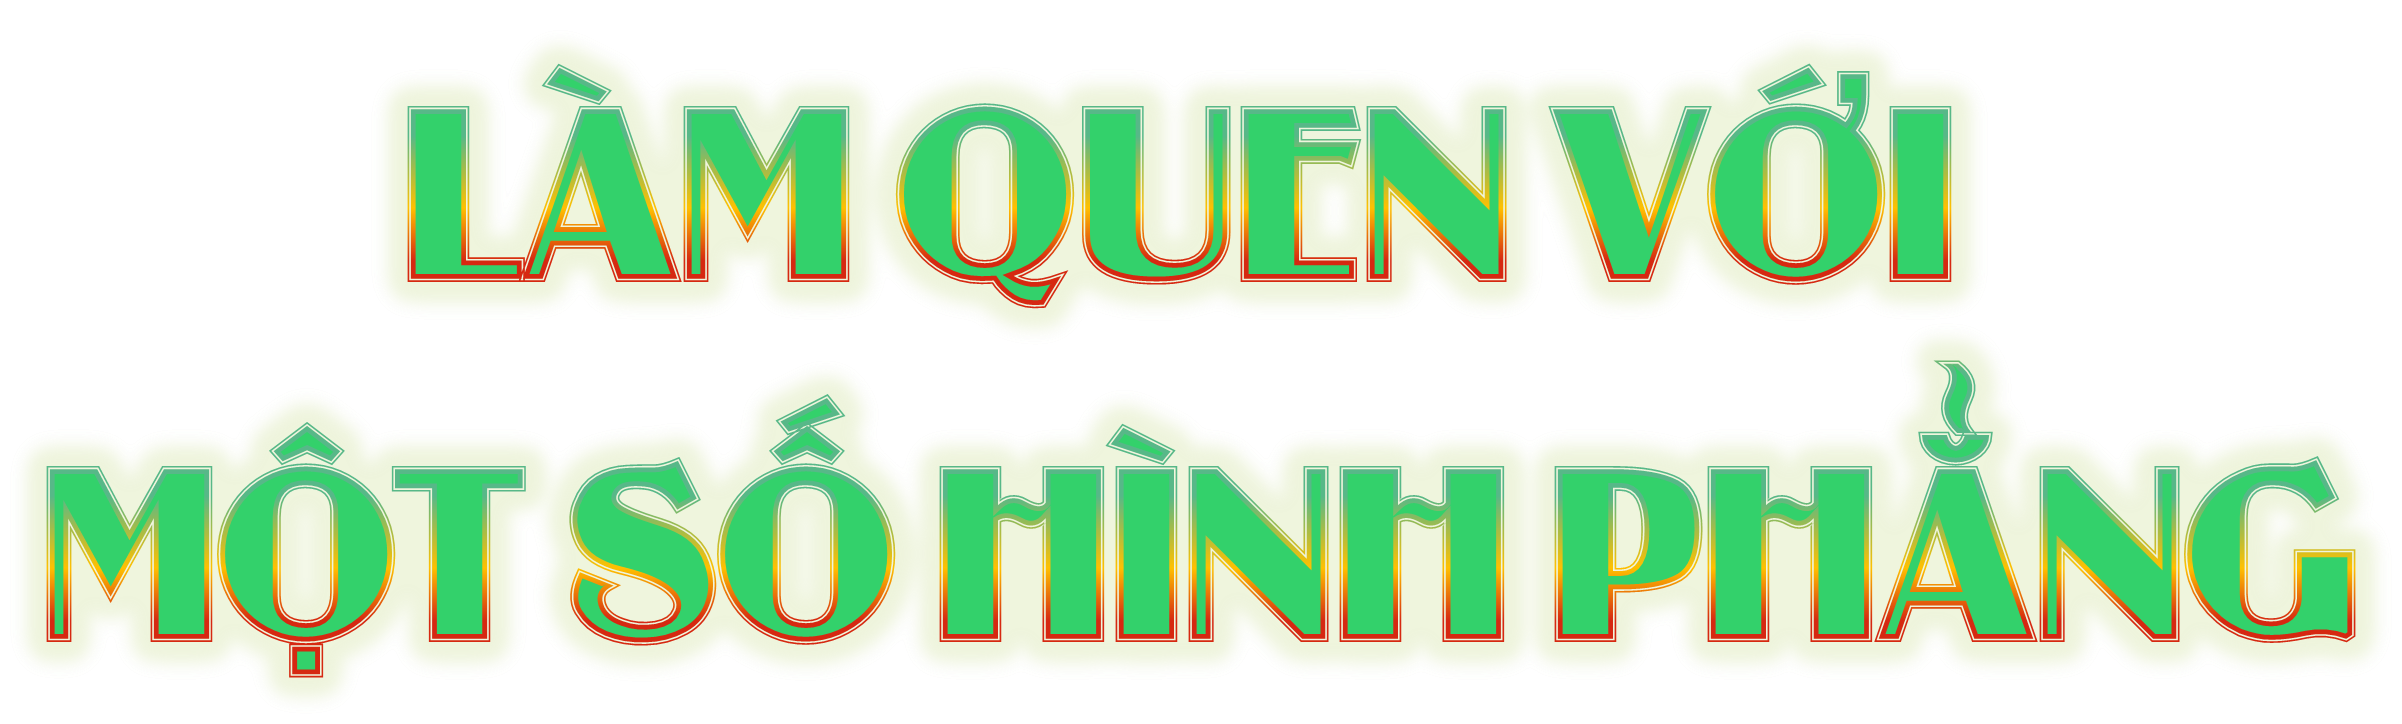 LÀM QUEN VỚI
MỘT SỐ HÌNH PHẲNG